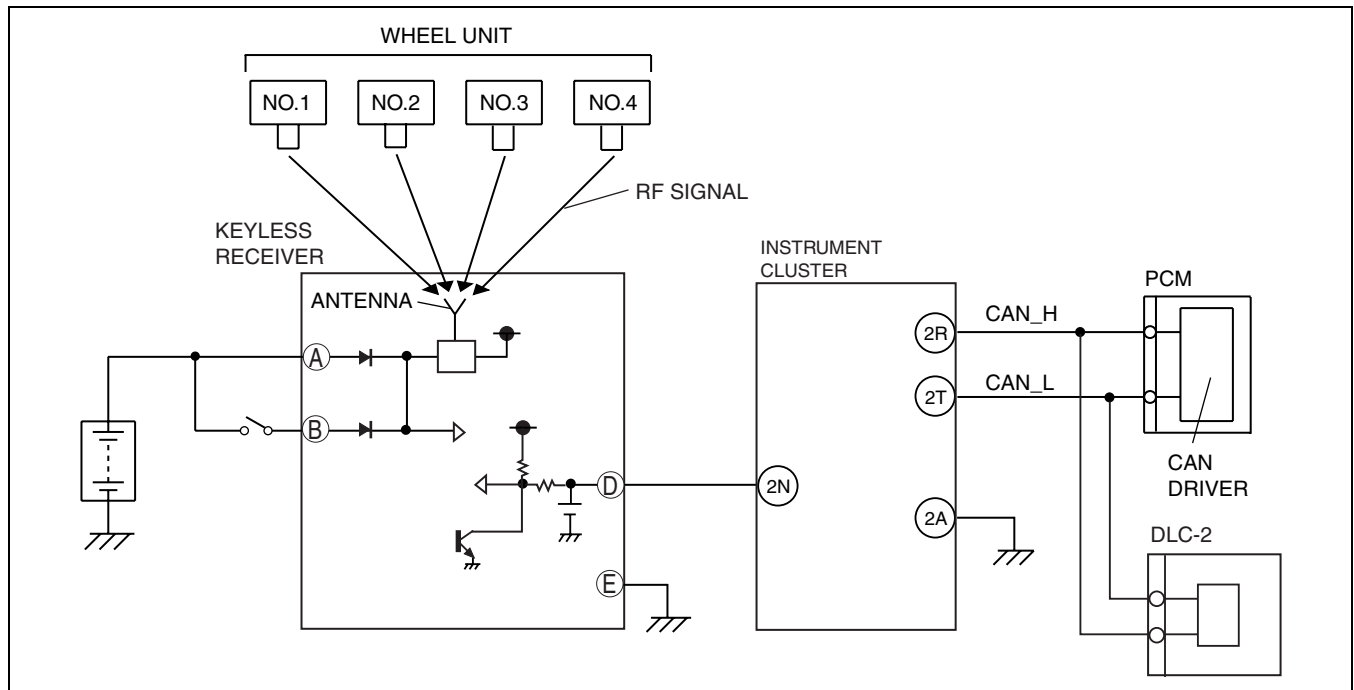 WHEEL UNIT
NO.1
NO.2
NO.3
NO.4
RF SIGNAL
KEYLESS
RECEIVER
ANTENNA
A
B
D
E
INSTRUMENT
CLUSTER
2N
2R
2T
2A
CAN_H
CAN_L
PCM
CAN
DRIVER
DLC-2